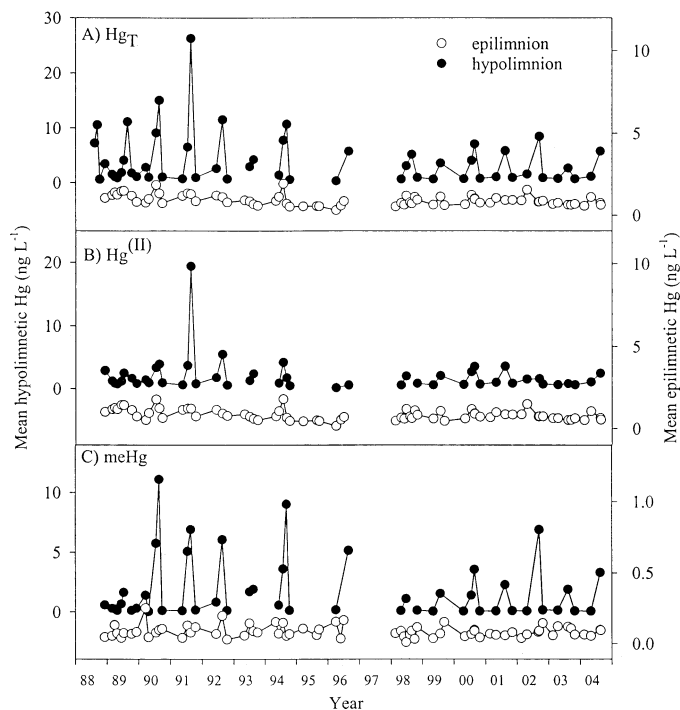 A) HgT
epilimnion
hypolimnion
30
20
10
0
10
5
0
B) Hg(II)
20
10
0
10
5
0
C) meHg
10
5
0
1.0
0.5
0.0
Mean hypolimnetic Hg (ng L-1)
Mean epilimnetic Hg (ng L-1)
88 89 90 91 92 93 94 95 96 97 98 99 00 01 02 03 04
Year